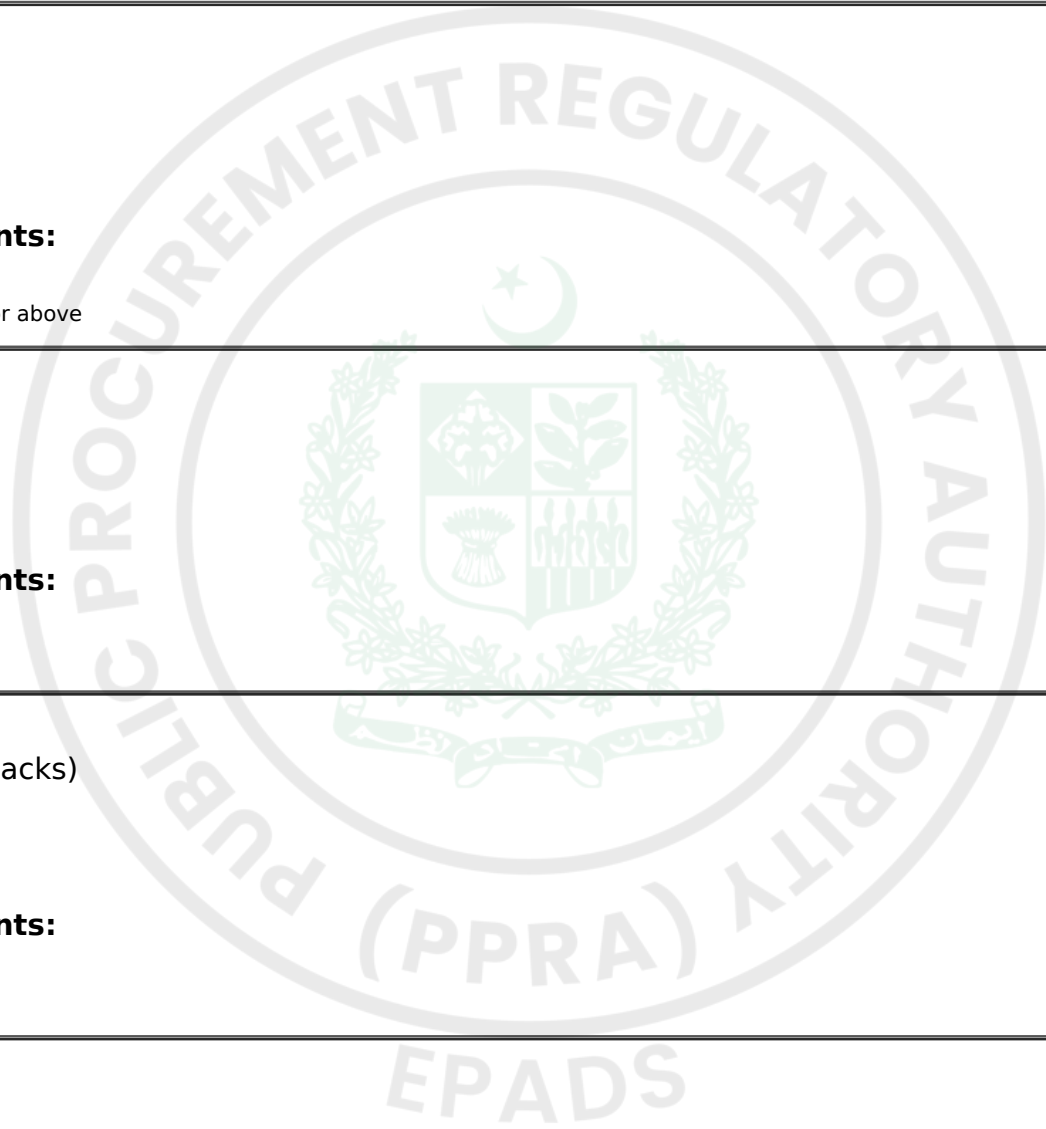 PUBLIC PROCUREMENT REGULATORY AUTHORITY
nts:
r above
nts:
acks)
nts:
(PPRA)
EPADS